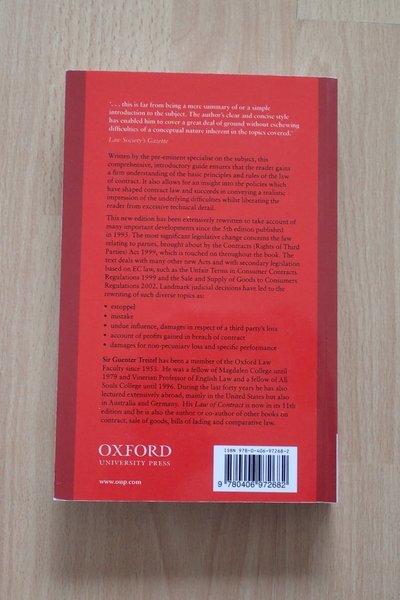 '. . . this is far from being a mere summary of or a simple
introduction to the subject. The author's clear and concise style
has enabled him to cover a great deal of ground without eschewing
difficulties of a conceptual nature inherent in the topics covered.'
Law Society's Gazette
Written by the pre-eminent specialist on the subject, this
comprehensive, introductory guide ensures that the reader gains
a firm understanding of the basic principles and rules of the law
of contract. It also allows for an insight into the policies which
have shaped contract law and succeeds in conveying a realistic
impression of the underlying difficulties whilst liberating the
reader from excessive technical detail.
This new edition has been extensively rewritten to take account of
many important developments since the 5th edition published
in 1995. The most significant legislative change concerns the law
relating to parties, brought about by the Contracts (Rights of Third
Parties) Act 1999, which is touched on throughout the book. The
text deals with many other new Acts and with secondary legislation
based on EC law, such as the Unfair Terms in Consumer Contracts
Regulations 1999 and the Sale and Supply of Goods to Consumers
Regulations 2002. Landmark judicial decisions have led to the
rewriting of such diverse topics as:
• estoppel
• mistake
• undue influence, damages in respect of a third party's loss
• account of profits gained in breach of contract
• damages for non-pecuniary loss and specific performance
Sir Guenter Treitel has been a member of the Oxford Law
Faculty since 1953. He was a fellow of Magdalen College until
1979 and Vinerian Professor of English Law and a fellow of All
Souls College until 1996. During the last forty years he has also
lectured extensively abroad, mainly in the United States but also
in Australia and Germany. His Law of Contract is now in its 11th
edition and he is also the author or co-author of other books on
contract, sale of goods, bills of lading and comparative law.
OXFORD
UNIVERSITY PRESS
www.oup.com
ISBN 978-0-406-97268-2
9 780406 972682